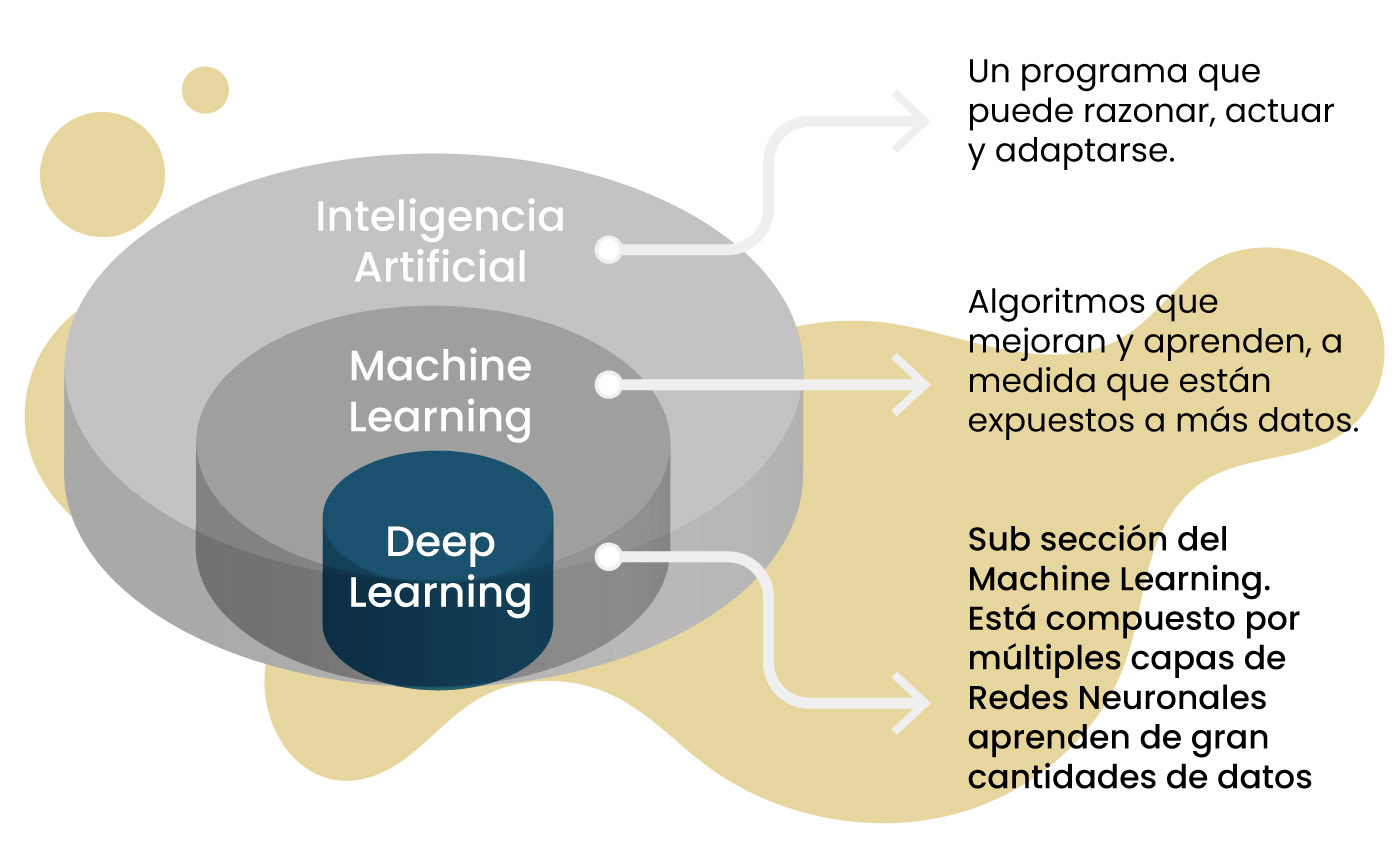 Inteligencia
Artificial
Un programa que
puede razonar, actuar
y adaptarse.
Machine
Learning
Algoritmos que
mejoran y aprenden, a
medida que están
expuestos a más datos.
Deep
Learning
Sub sección del
Machine Learning.
Está compuesto por
múltiples capas de
Redes Neuronales
aprenden de gran
cantidades de datos